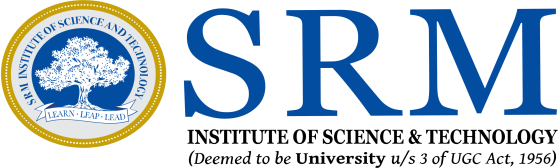 SRM INSTITUTE OF SCIENCE AND TECHNOLOGY
LEARN · LEAP · LEAD
SRM
INSTITUTE OF SCIENCE & TECHNOLOGY
(Deemed to be University u/s 3 of UGC Act, 1956)